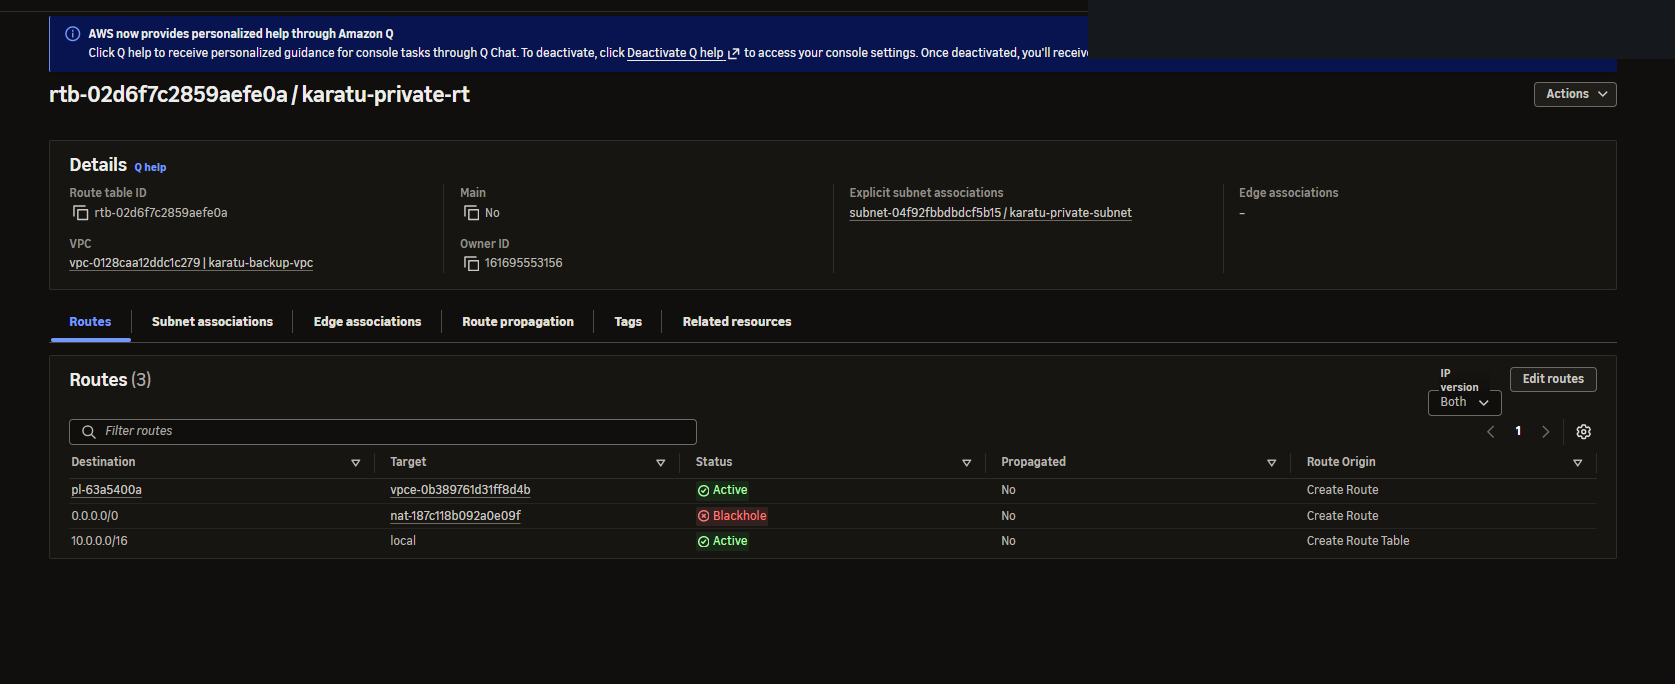 AWS now provides personalized help through Amazon Q
Click Q help to receive personalized guidance for console tasks through Q Chat. To deactivate, click Deactivate Q help to access your console settings. Once deactivated, you'll receive
rtb-02d6f7c2859aefe0a / karatu-private-rt
Actions
Details Q help
Route table ID
rtb-02d6f7c2859aefe0a
Main
No
Explicit subnet associations
subnet-04f92fbbdbdcf5b15 / karatu-private-subnet
Edge associations
–
VPC
vpc-0128caa12ddc1c279 | karatu-backup-vpc
Owner ID
161695553156
Routes Subnet associations Edge associations Route propagation Tags Related resources
Routes (3)
IP version
Both
Edit routes
Filter routes
1
Destination Target Status Propagated Route Origin
pl-63a5400a vpce-0b389761d31ff8d4b Active No Create Route
0.0.0.0/0 nat-187c118b092a0e09f Blackhole No Create Route
10.0.0.0/16 local Active No Create Route Table